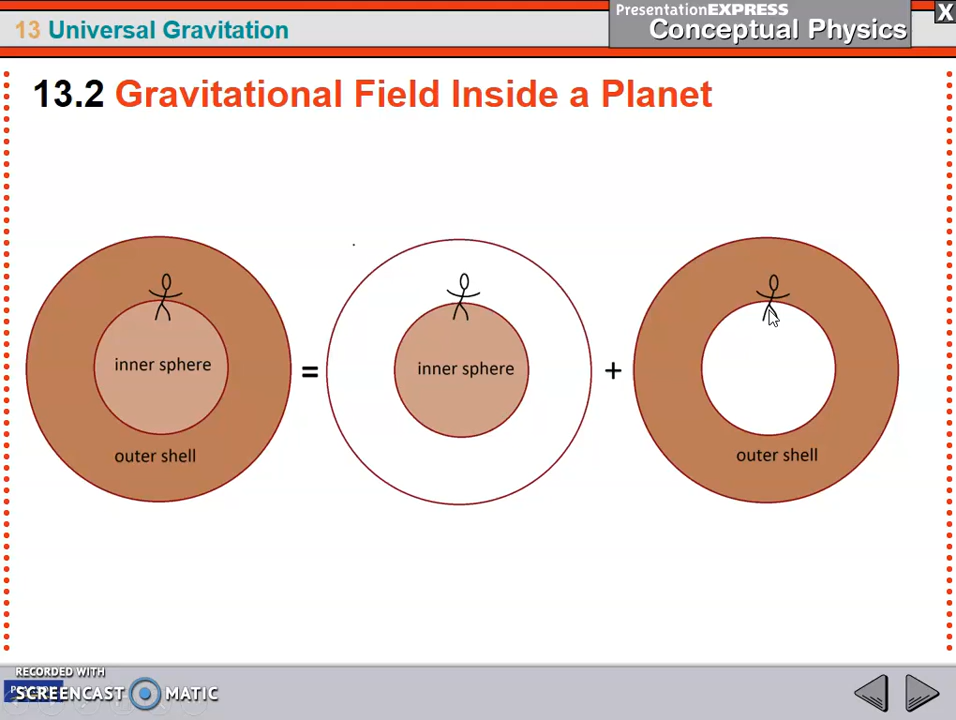 PresentationEXPRESS
X
13 Universal Gravitation
Conceptual Physics
13.2 Gravitational Field Inside a Planet
inner sphere
outer shell
=
inner sphere
+
outer shell
RECORDED WITH
SCREENCAST MATIC